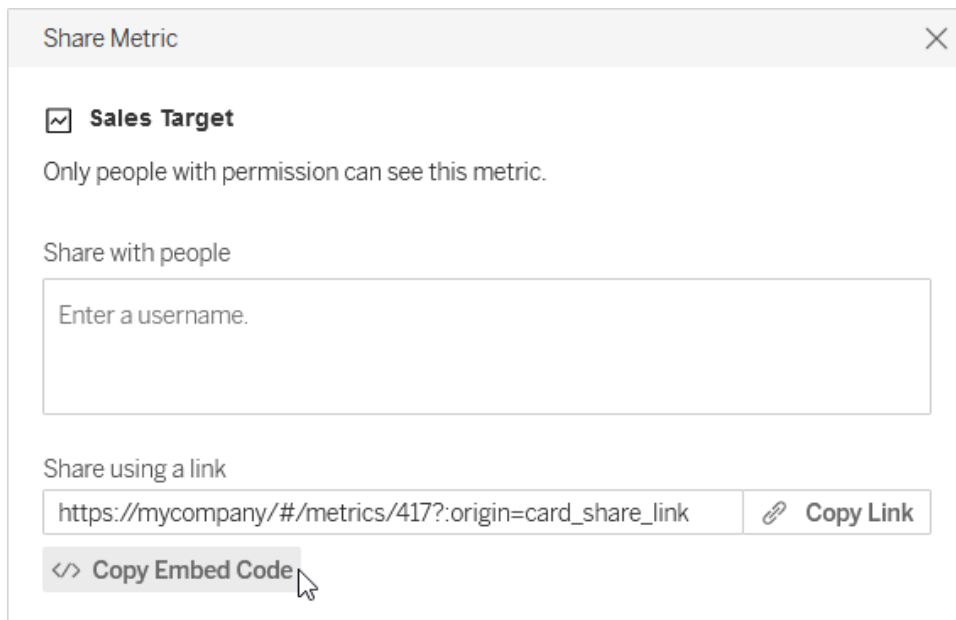 Share Metric
Sales Target
Only people with permission can see this metric.
Share with people
Enter a username.
Share using a link
https://mycompany/#/metrics/417?:origin=card_share_link Copy Link
</> Copy Embed Code